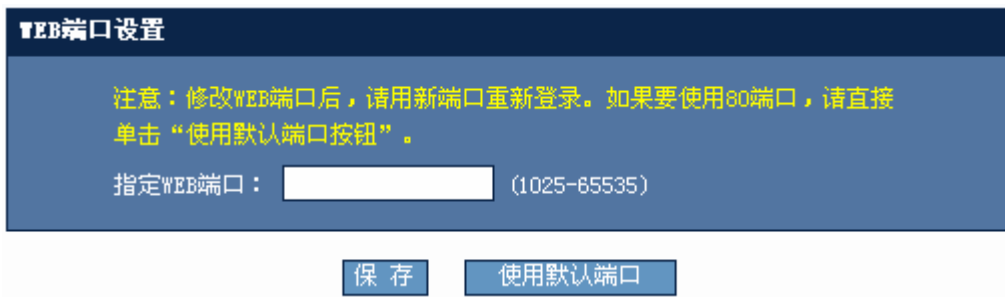 WEB端口设置
注意：修改WEB端口后，请用新端口重新登录。如果要使用80端口，请直接
单击“使用默认端口按钮”。
指定WEB端口： (1025-65535)
保 存 使用默认端口